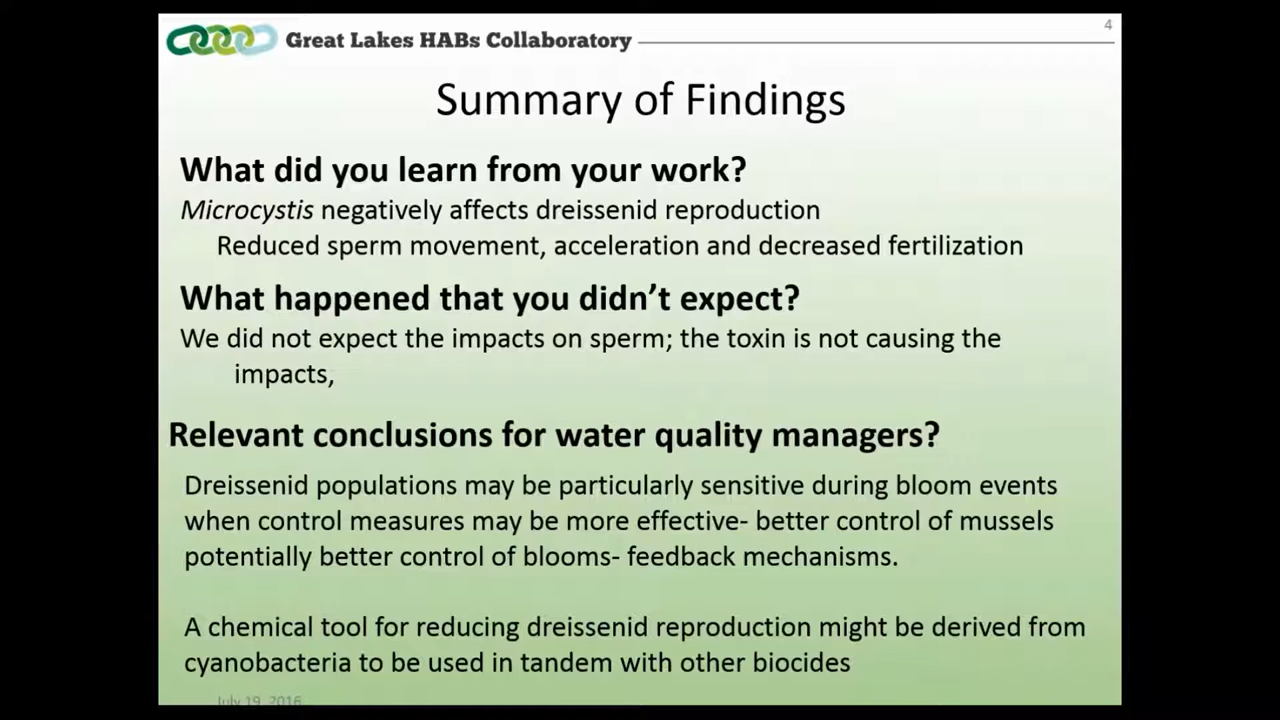 Great Lakes HABs Collaboratory
4
Summary of Findings
What did you learn from your work?
Microcystis negatively affects dreissenid reproduction
Reduced sperm movement, acceleration and decreased fertilization
What happened that you didn’t expect?
We did not expect the impacts on sperm; the toxin is not causing the
impacts,
Relevant conclusions for water quality managers?
Dreissenid populations may be particularly sensitive during bloom events
when control measures may be more effective- better control of mussels
potentially better control of blooms- feedback mechanisms.
A chemical tool for reducing dreissenid reproduction might be derived from
cyanobacteria to be used in tandem with other biocides
July 19, 2016